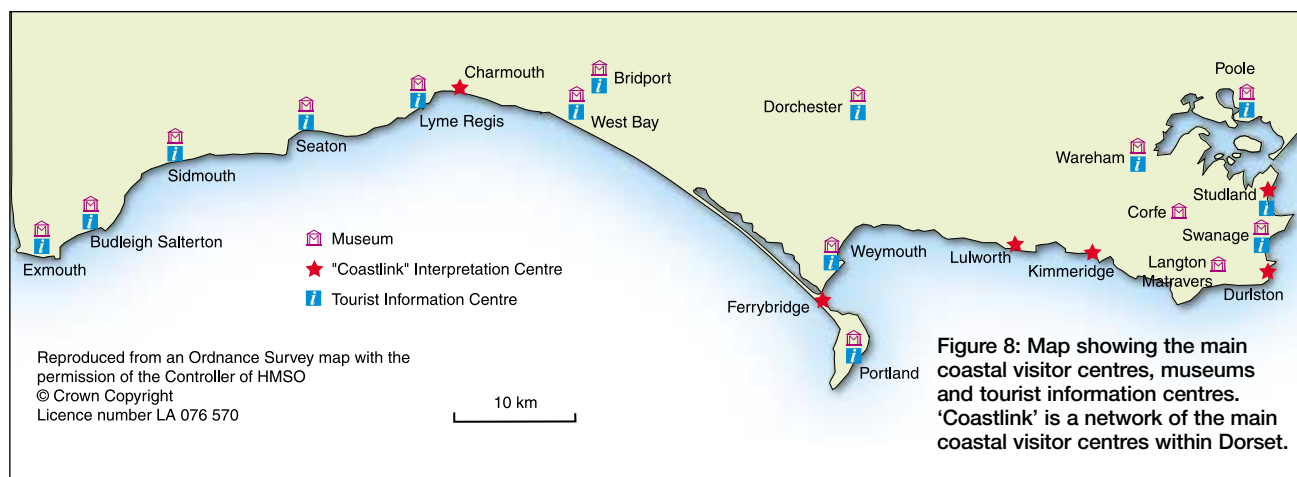 Charmouth
Bridport
Poole
Dorchester
Lyme Regis
West Bay
Seaton
Wareham
Sidmouth
Studland
Corfe
Budleigh Salterton
Museum
Swanage
Exmouth
Weymouth
"Coastlink" Interpretation Centre
Lulworth
Kimmeridge
Langton
Matravers
Durlston
Tourist Information Centre
Ferrybridge
Portland
Reproduced from an Ordnance Survey map with the
permission of the Controller of HMSO
© Crown Copyright
Licence number LA 076 570
10 km
Figure 8: Map showing the main
coastal visitor centres, museums
and tourist information centres.
‘Coastlink’ is a network of the main
coastal visitor centres within Dorset.